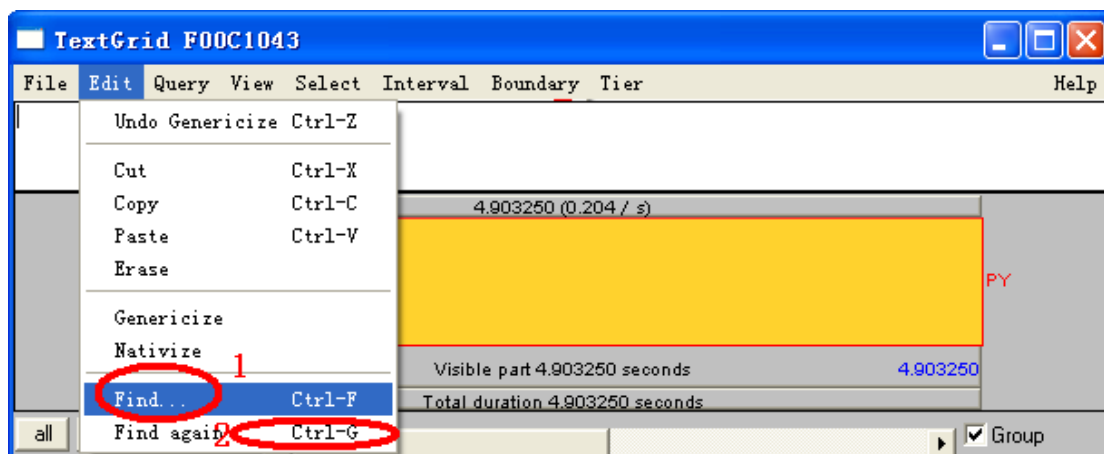 TextGrid F00C1043
File Edit Query View Select Interval Boundary Tier Help
Undo Genericize Ctrl-Z
Cut Ctrl-X
Copy Ctrl-C
Paste Ctrl-V
Erase
Genericize
Nativize
1
Find... Ctrl-F
Find again Ctrl-G
2
4.903250 (0.204 / s)
PY
Visible part 4.903250 seconds 4.903250
Total duration 4.903250 seconds
all
Group